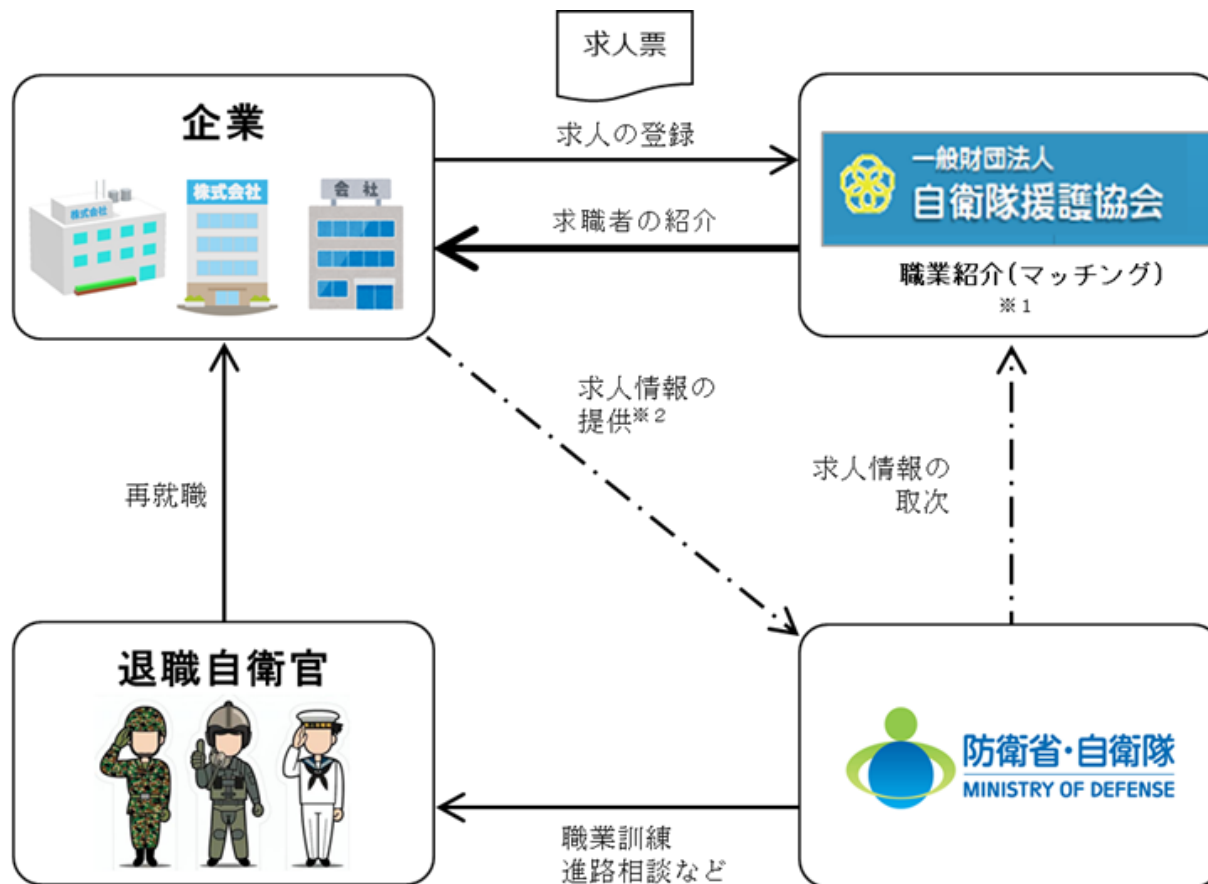 求人票
企業
求人の登録
株式会社
株式会社
会社
求職者の紹介
一般財団法人
自衛隊援護協会
職業紹介(マッチング)
※1
求人情報の
提供※2
求人情報の
取次
再就職
退職自衛官
防衛省・自衛隊
MINISTRY OF DEFENSE
職業訓練
進路相談など